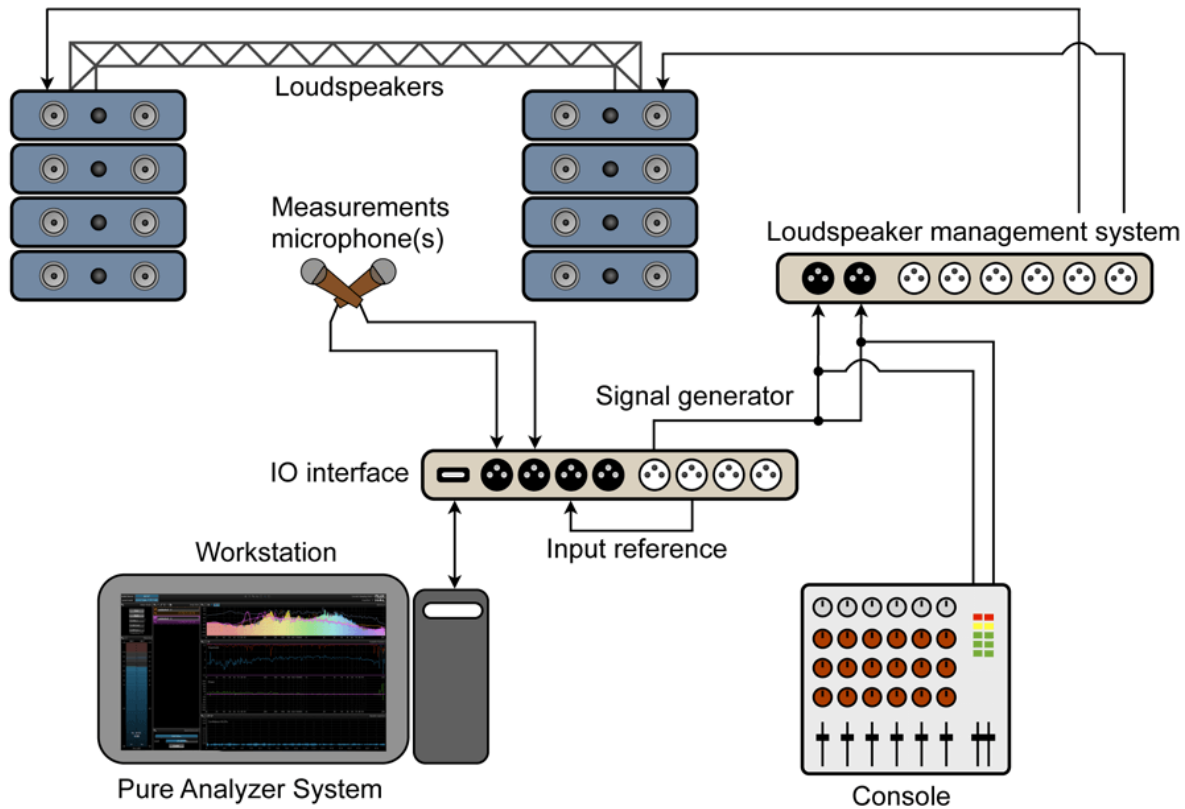 Loudspeakers
Measurements
microphone(s)
Loudspeaker management system
Signal generator
IO interface
Input reference
Workstation
Pure Analyzer System
Console